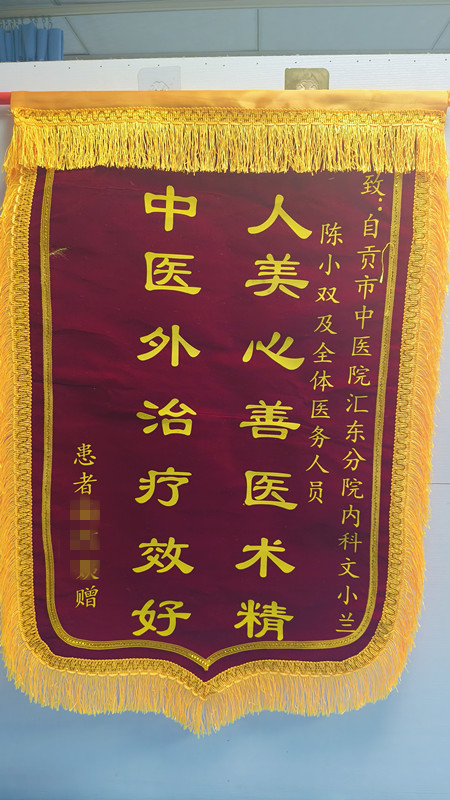 致：自贡市中医院汇东分院内科文小兰
陈小双及全体医务人员
人美心善医术精
中医外治疗效好
患者 赠